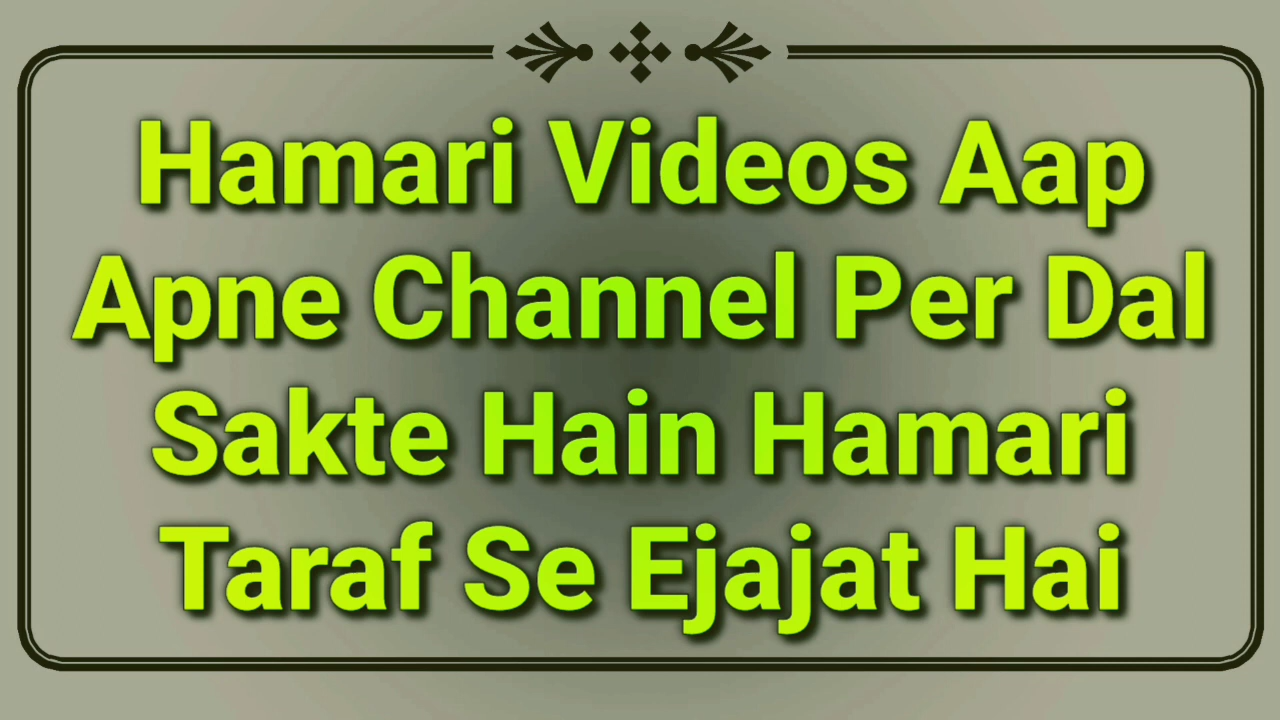 Hamari Videos Aap
Apne Channel Per Dal
Sakte Hain Hamari
Taraf Se Ejajat Hai